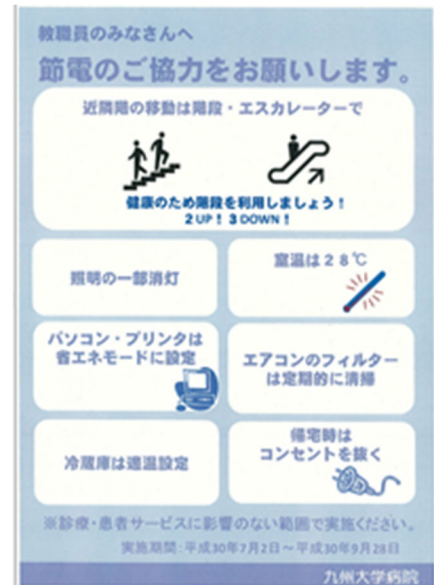 教職員のみなさんへ
節電のご協力をお願いします。
近隣階の移動は階段・エスカレーターで
健康のため階段を利用しましょう！
2 UP！ 3 DOWN！
照明の一部消灯
室温は２８℃
パソコン・プリンタは
省エネモードに設定
エアコンのフィルター
は定期的に清掃
冷蔵庫は適温設定
帰宅時は
コンセントを抜く
※診療・患者サービスに影響のない範囲で実施ください。
実施期間：平成30年7月2日～平成30年9月28日
九州大学病院